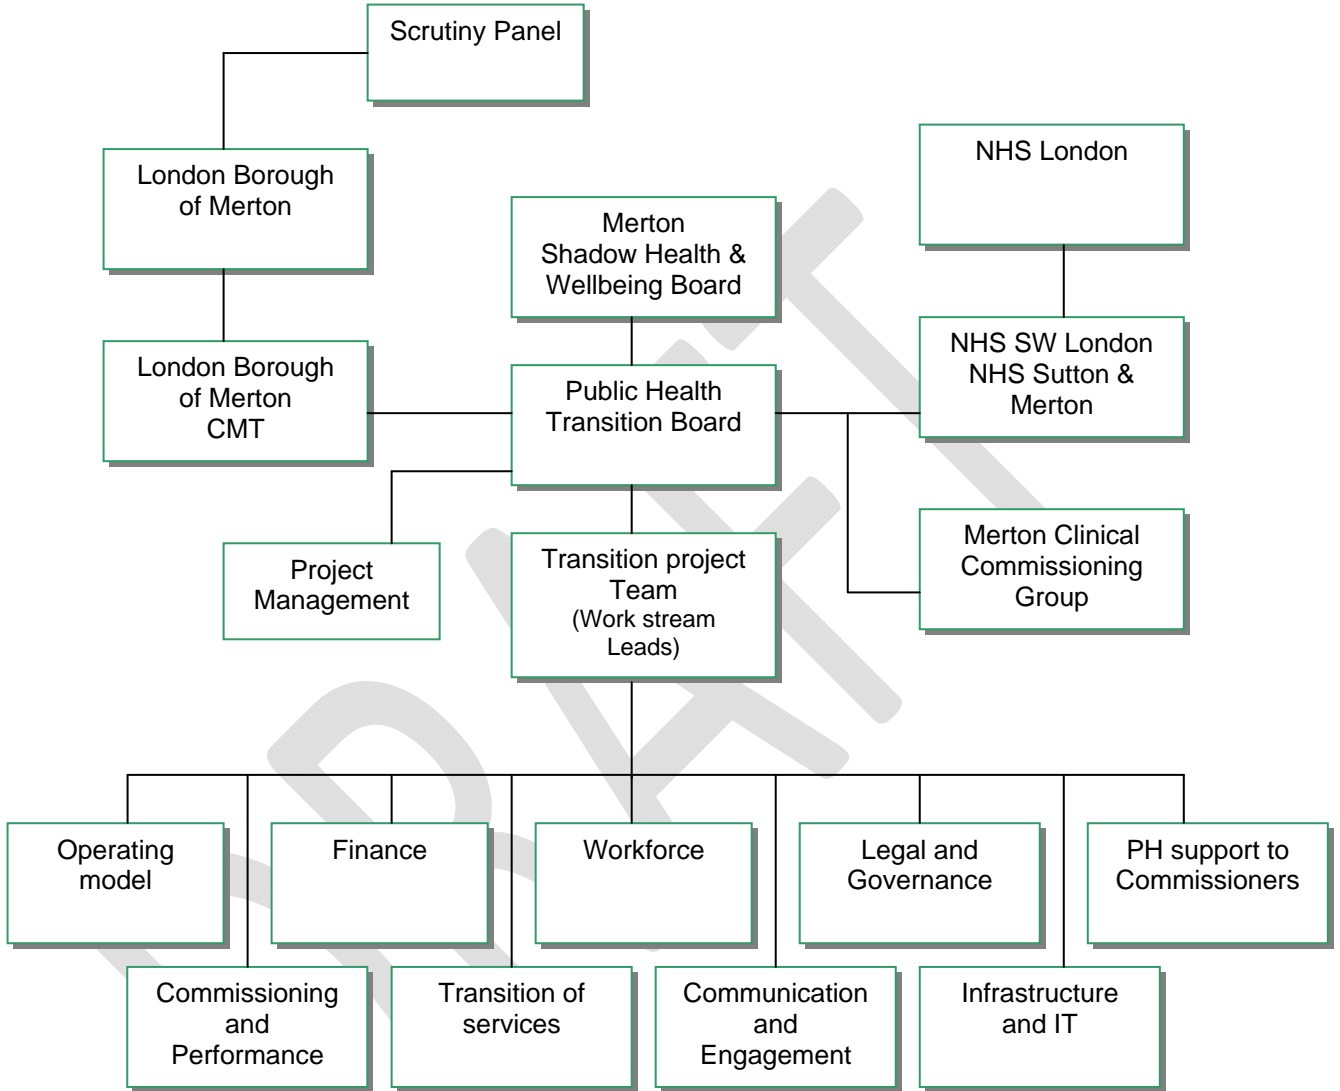 Scrutiny Panel
London Borough
of Merton
NHS London
Merton
Shadow Health &
Wellbeing Board
London Borough
of Merton
CMT
Public Health
Transition Board
NHS SW London
NHS Sutton &
Merton
Project
Management
Transition project
Team
(Work stream
Leads)
Merton Clinical
Commissioning
Group
Operating
model
Finance
Workforce
Legal and
Governance
PH support to
Commissioners
Commissioning
and
Performance
Transition of
services
Communication
and
Engagement
Infrastructure
and IT
DRAFT